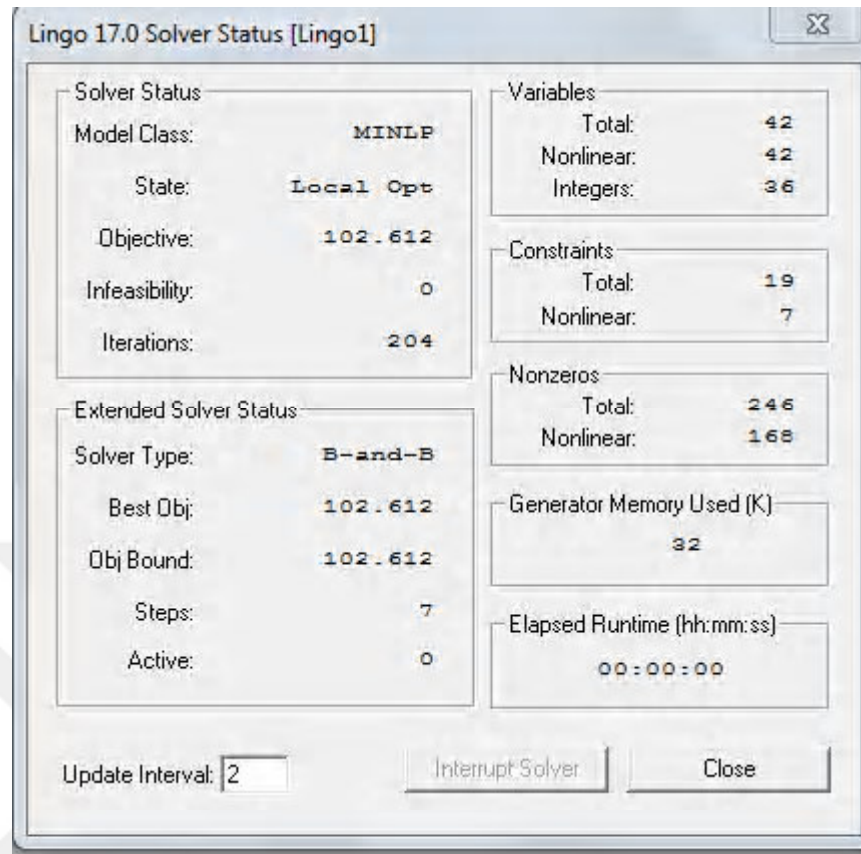 Lingo 17.0 Solver Status [Lingo1]
Solver Status
Model Class: MINLP
State: Local Opt
Objective: 102.612
Infeasibility: 0
Iterations: 204
Extended Solver Status
Solver Type: B-and-B
Best Obj: 102.612
Obj Bound: 102.612
Steps: 7
Active: 0
Variables
Total: 42
Nonlinear: 42
Integers: 36
Constraints
Total: 19
Nonlinear: 7
Nonzeros
Total: 246
Nonlinear: 168
Generator Memory Used (K)
32
Elapsed Runtime (hh:mm:ss)
00:00:00
Update Interval: 2
Interrupt Solver
Close